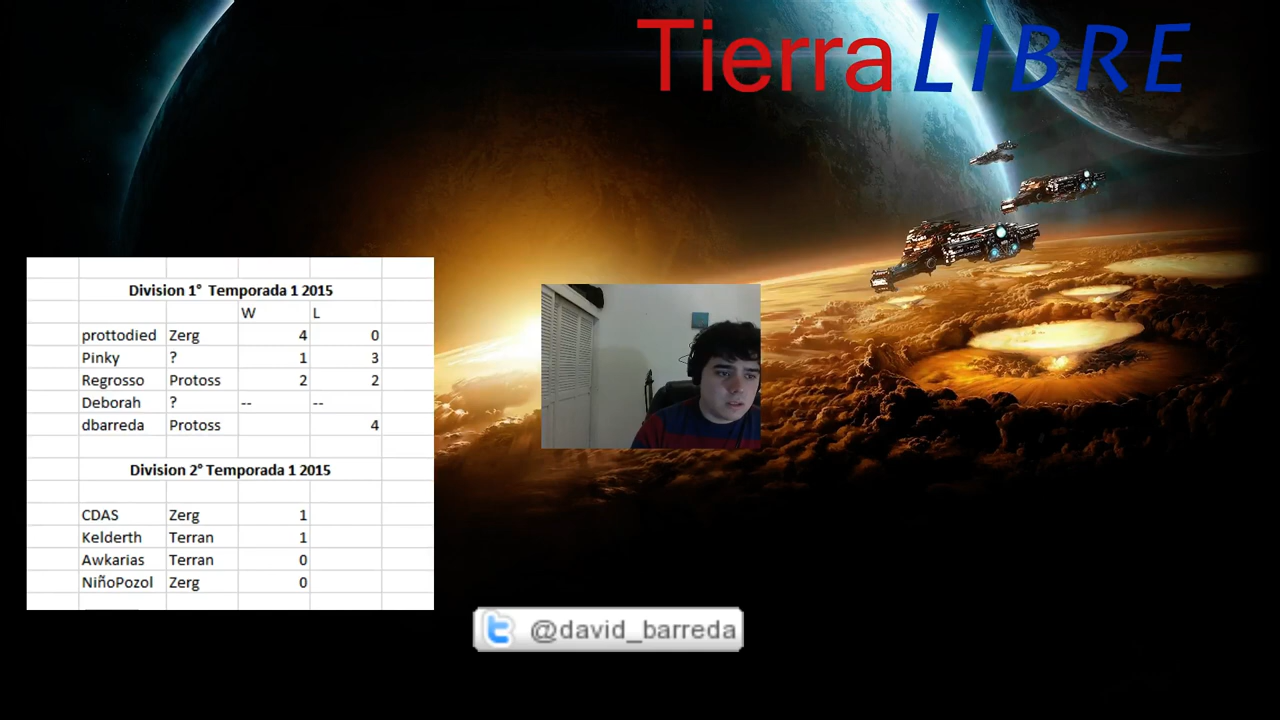 Tierra LIBRE
Division 1° Temporada 1 2015
W L
prottodied Zerg 4 0
Pinky ? 1 3
Regrosso Protoss 2 2
Deborah ? -- --
dbarreda Protoss 4
Division 2° Temporada 1 2015
CDAS Zerg 1
Kelderth Terran 1
Awkarias Terran 0
NiñoPozol Zerg 0
@david_barreda